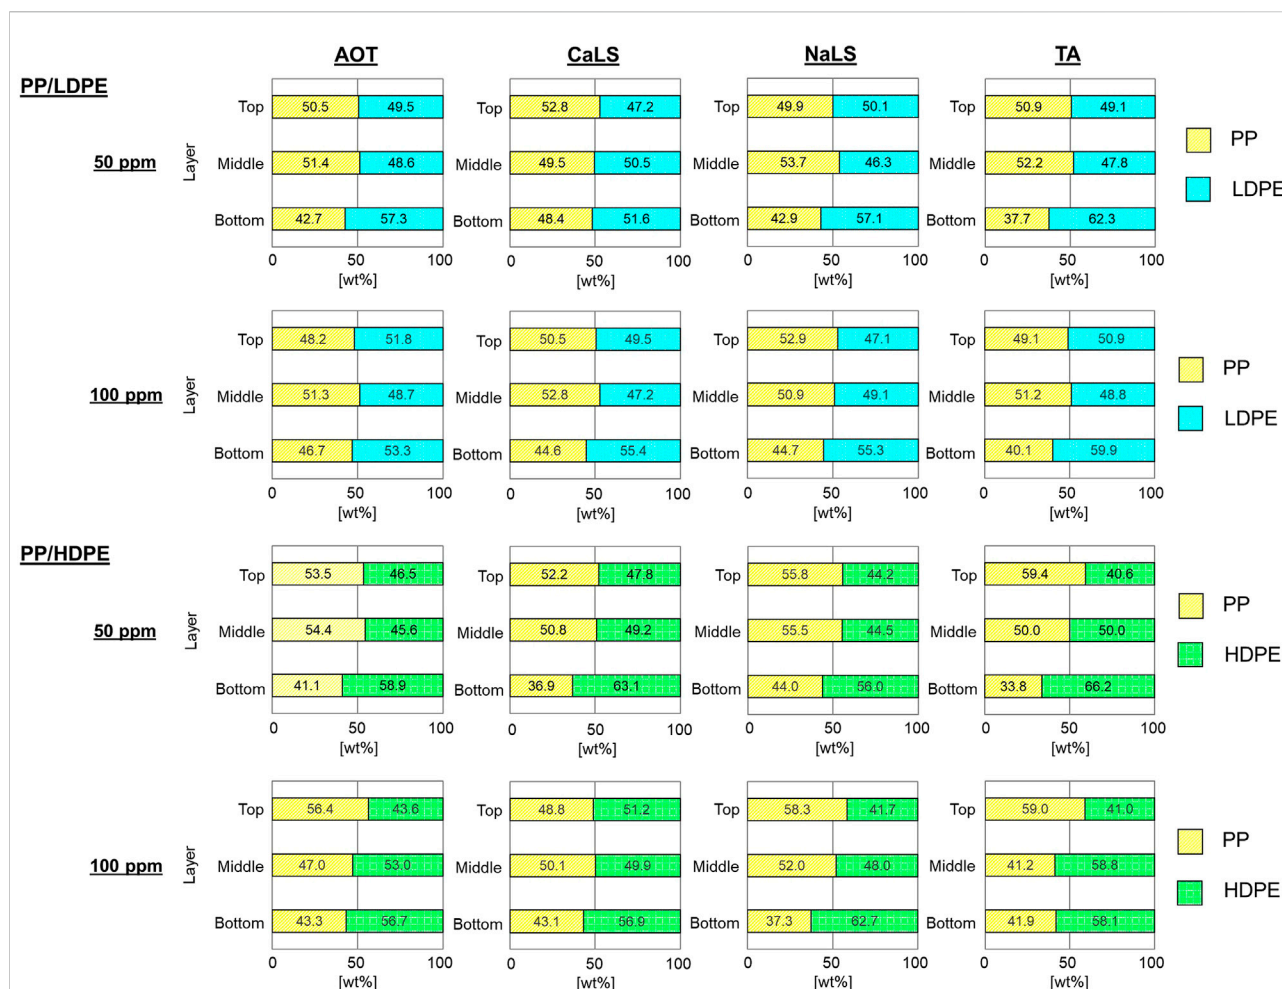 AOT CaLS NaLS TA
PP/LDPE
50 ppm
Layer
Top 50.5 49.5
Middle 51.4 48.6
Bottom 42.7 57.3
0 50 100
[wt%]
Top 52.8 47.2
Middle 49.5 50.5
Bottom 48.4 51.6
0 50 100
[wt%]
Top 49.9 50.1
Middle 53.7 46.3
Bottom 42.9 57.1
0 50 100
[wt%]
Top 50.9 49.1
Middle 52.2 47.8
Bottom 37.7 62.3
0 50 100
[wt%]
PP
LDPE
100 ppm
Layer
Top 48.2 51.8
Middle 51.3 48.7
Bottom 46.7 53.3
0 50 100
[wt%]
Top 50.5 49.5
Middle 52.8 47.2
Bottom 44.6 55.4
0 50 100
[wt%]
Top 52.9 47.1
Middle 50.9 49.1
Bottom 44.7 55.3
0 50 100
[wt%]
Top 49.1 50.9
Middle 51.2 48.8
Bottom 40.1 59.9
0 50 100
[wt%]
PP
LDPE
PP/HDPE
50 ppm
Layer
Top 53.5 46.5
Middle 54.4 45.6
Bottom 41.1 58.9
0 50 100
[wt%]
Top 52.2 47.8
Middle 50.8 49.2
Bottom 36.9 63.1
0 50 100
[wt%]
Top 55.8 44.2
Middle 55.5 44.5
Bottom 44.0 56.0
0 50 100
[wt%]
Top 59.4 40.6
Middle 50.0 50.0
Bottom 33.8 66.2
0 50 100
[wt%]
PP
HDPE
100 ppm
Layer
Top 56.4 43.6
Middle 47.0 53.0
Bottom 43.3 56.7
0 50 100
[wt%]
Top 48.8 51.2
Middle 50.1 49.9
Bottom 43.1 56.9
0 50 100
[wt%]
Top 58.3 41.7
Middle 52.0 48.0
Bottom 37.3 62.7
0 50 100
[wt%]
Top 59.0 41.0
Middle 41.2 58.8
Bottom 41.9 58.1
0 50 100
[wt%]
PP
HDPE